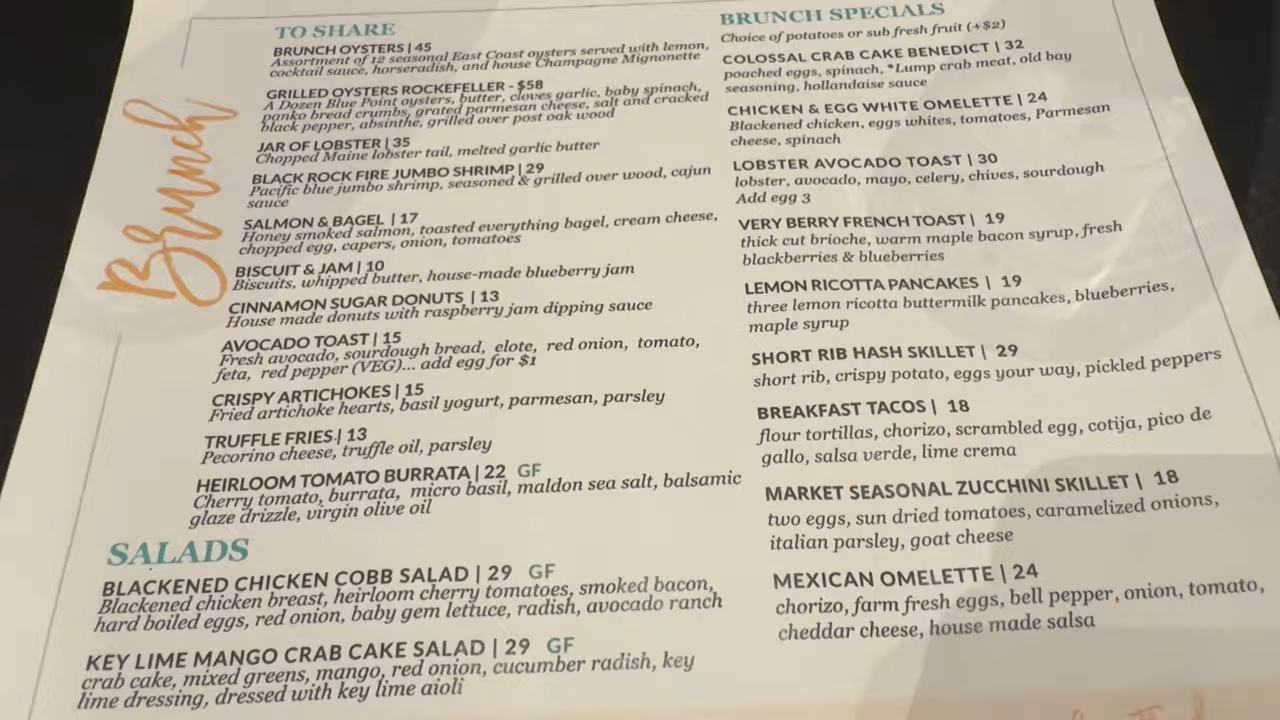 Brunch
TO SHARE
BRUNCH OYSTERS | 45
Assortment of 12 seasonal East Coast oysters served with lemon,
cocktail sauce, horseradish, and house Champagne Mignonette
GRILLED OYSTERS ROCKEFELLER - $58
A Dozen Blue Point oysters, butter, cloves garlic, baby spinach,
panko bread crumbs, grated parmesan cheese, salt and cracked
black pepper, absinthe, grilled over post oak wood
JAR OF LOBSTER | 35
Chopped Maine lobster tail, melted garlic butter
BLACK ROCK FIRE JUMBO SHRIMP | 29
Pacific blue jumbo shrimp, seasoned & grilled over wood, cajun
sauce
SALMON & BAGEL | 17
Honey smoked salmon, toasted everything bagel, cream cheese,
chopped egg, capers, onion, tomatoes
BISCUIT & JAM | 10
Biscuits, whipped butter, house-made blueberry jam
CINNAMON SUGAR DONUTS | 13
House made donuts with raspberry jam dipping sauce
AVOCADO TOAST | 15
Fresh avocado, sourdough bread, elote, red onion, tomato,
feta, red pepper (VEG)... add egg for $1
CRISPY ARTICHOKES | 15
Fried artichoke hearts, basil yogurt, parmesan, parsley
TRUFFLE FRIES | 13
Pecorino cheese, truffle oil, parsley
HEIRLOOM TOMATO BURRATA | 22 GF
Cherry tomato, burrata, micro basil, maldon sea salt, balsamic
glaze drizzle, virgin olive oil
SALADS
BLACKENED CHICKEN COBB SALAD | 29 GF
Blackened chicken breast, heirloom cherry tomatoes, smoked bacon,
hard boiled eggs, red onion, baby gem lettuce, radish, avocado ranch
KEY LIME MANGO CRAB CAKE SALAD | 29 GF
crab cake, mixed greens, mango, red onion, cucumber radish, key
lime dressing, dressed with key lime aioli
BRUNCH SPECIALS
Choice of potatoes or sub fresh fruit (+$2)
COLOSSAL CRAB CAKE BENEDICT | 32
poached eggs, spinach, *Lump crab meat, old bay
seasoning, hollandaise sauce
CHICKEN & EGG WHITE OMELETTE | 24
Blackened chicken, eggs whites, tomatoes, Parmesan
cheese, spinach
LOBSTER AVOCADO TOAST | 30
lobster, avocado, mayo, celery, chives, sourdough
Add egg 3
VERY BERRY FRENCH TOAST | 19
thick cut brioche, warm maple bacon syrup, fresh
blackberries & blueberries
LEMON RICOTTA PANCAKES | 19
three lemon ricotta buttermilk pancakes, blueberries,
maple syrup
SHORT RIB HASH SKILLET | 29
short rib, crispy potato, eggs your way, pickled peppers
BREAKFAST TACOS | 18
flour tortillas, chorizo, scrambled egg, cotija, pico de
gallo, salsa verde, lime crema
MARKET SEASONAL ZUCCHINI SKILLET | 18
two eggs, sun dried tomatoes, caramelized onions,
italian parsley, goat cheese
MEXICAN OMELETTE | 24
chorizo, farm fresh eggs, bell pepper, onion, tomato,
cheddar cheese, house made salsa